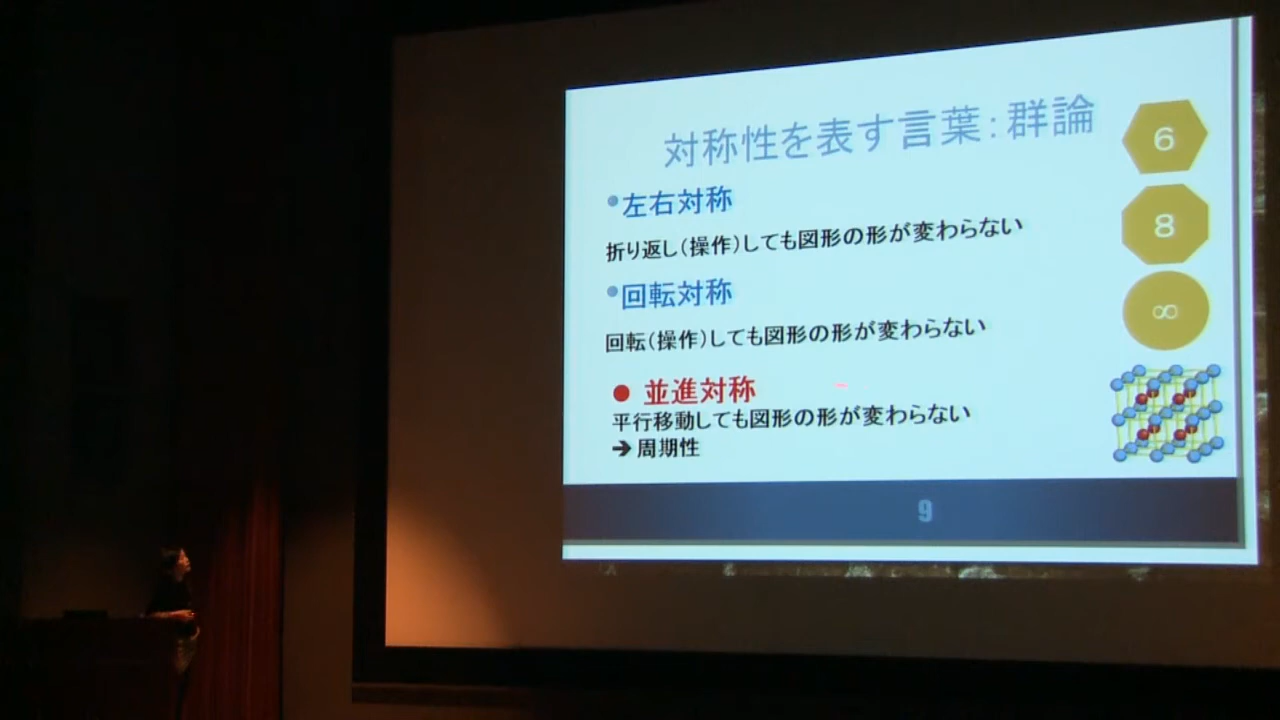 対称性を表す言葉：群論
6
•左右対称
8
折り返し（操作）しても図形の形が変わらない
•回転対称
∞
回転（操作）しても図形の形が変わらない
● 並進対称
平行移動しても図形の形が変わらない
➔ 周期性
9